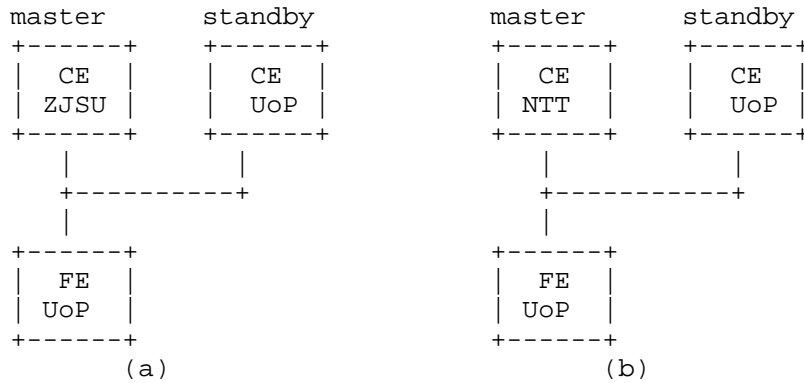 master standby master standby
CE CE CE CE
ZJSU UoP NTT UoP
FE FE
UoP UoP
(a) (b)